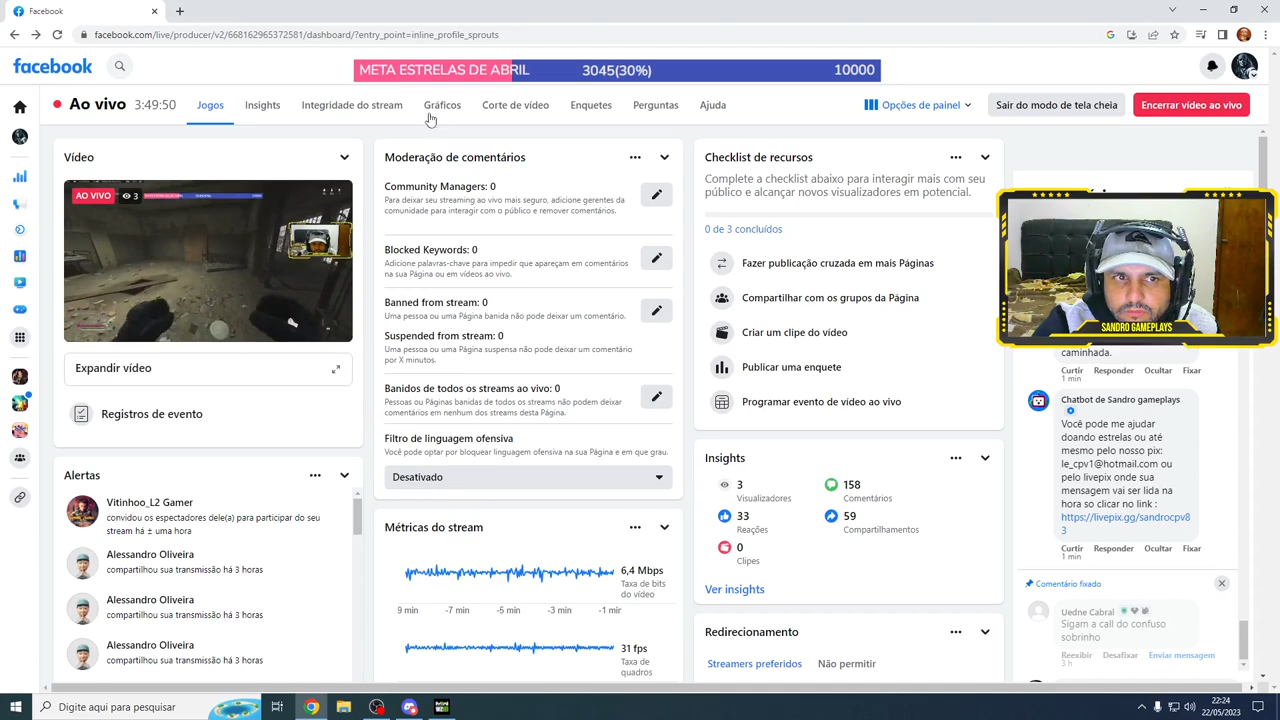 Facebook
facebook.com/live/producer/v2/668162965372581/dashboard/?entry_point=inline_profile_sprouts
facebook
META ESTRELAS DE ABRIL 3045(30%) 10000
Ao vivo 3:49:50 Jogos Insights Integridade do stream Gráficos Corte de vídeo Enquetes Perguntas Ajuda Opções de painel Sair do modo de tela cheia Encerrar vídeo ao vivo
Vídeo
AO VIVO 3
Expandir vídeo
Registros de evento
Alertas
Vitinhoo_L2 Gamer
convidou os espectadores dele(a) para participar do seu
stream há ± uma hora
Alessandro Oliveira
compartilhou sua transmissão há 3 horas
Alessandro Oliveira
compartilhou sua transmissão há 3 horas
Alessandro Oliveira
compartilhou sua transmissão há 3 horas
Moderação de comentários
Community Managers: 0
Para deixar seu streaming ao vivo mais seguro, adicione gerentes da
comunidade para interagir com o público e remover comentários.
Blocked Keywords: 0
Adicione palavras-chave para impedir que apareçam em comentários
na sua Página ou em vídeos ao vivo.
Banned from stream: 0
Uma pessoa ou uma Página banida não pode deixar um comentário.
Suspended from stream: 0
Uma pessoa ou uma Página suspensa não pode deixar um comentário
por X minutos.
Banidos de todos os streams ao vivo: 0
Pessoas ou Páginas banidas de todos os streams não podem deixar
comentários em nenhum dos streams desta Página.
Filtro de linguagem ofensiva
Você pode optar por bloquear linguagem ofensiva na sua Página e em que grau.
Desativado
Métricas do stream
6,4 Mbps
Taxa de bits
do vídeo
9 min -7 min -5 min -3 min -1 min
31 fps
Taxa de
quadros
Checklist de recursos
Complete a checklist abaixo para interagir mais com seu
público e alcançar novos visualizadores em potencial.
0 de 3 concluídos
Fazer publicação cruzada em mais Páginas
Compartilhar com os grupos da Página
Criar um clipe do vídeo
Publicar uma enquete
Programar evento de vídeo ao vivo
Insights
3 158
Visualizadores Comentários
33 59
Reações Compartilhamentos
0
Clipes
Ver insights
Redirecionamento
Streamers preferidos Não permitir
SANDRO GAMEPLAYS
caminhada.
Curtir Responder Ocultar Fixar
1 min
Chatbot de Sandro gameplays
Você pode me ajudar
doando estrelas ou até
mesmo pelo nosso pix:
le_cpv1@hotmail.com ou
pelo livepix onde sua
mensagem vai ser lida na
hora so clicar no link :
https://livepix.gg/sandrocpv8
3
Curtir Responder Ocultar Fixar
1 min
Comentário fixado
Uedne Cabral
Sigam a call do confuso
sobrinho
Reexibir Desafixar Enviar mensagem
3 h
Digite aqui para pesquisar
22:24
22/05/2023